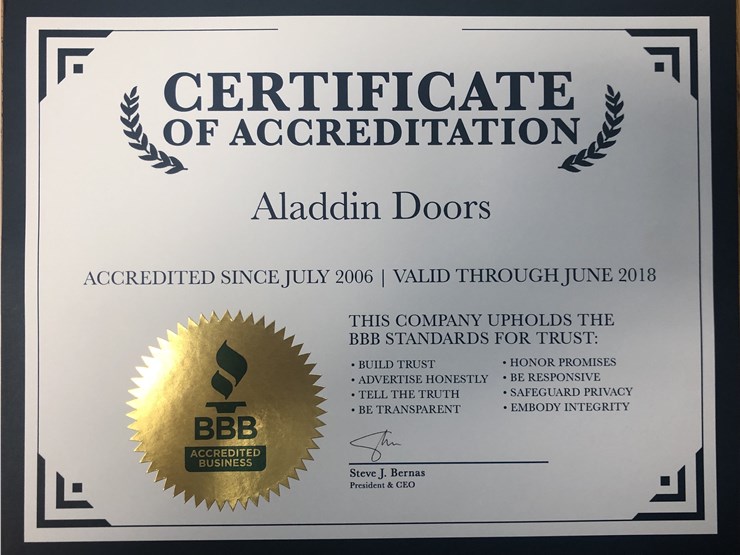 CERTIFICATE
OF ACCREDITATION
Aladdin Doors
ACCREDITED SINCE JULY 2006 | VALID THROUGH JUNE 2018
THIS COMPANY UPHOLDS THE
BBB STANDARDS FOR TRUST:
• BUILD TRUST
• ADVERTISE HONESTLY
• TELL THE TRUTH
• BE TRANSPARENT
• HONOR PROMISES
• BE RESPONSIVE
• SAFEGUARD PRIVACY
• EMBODY INTEGRITY
BBB
ACCREDITED
BUSINESS
Steve J. Bernas
President & CEO